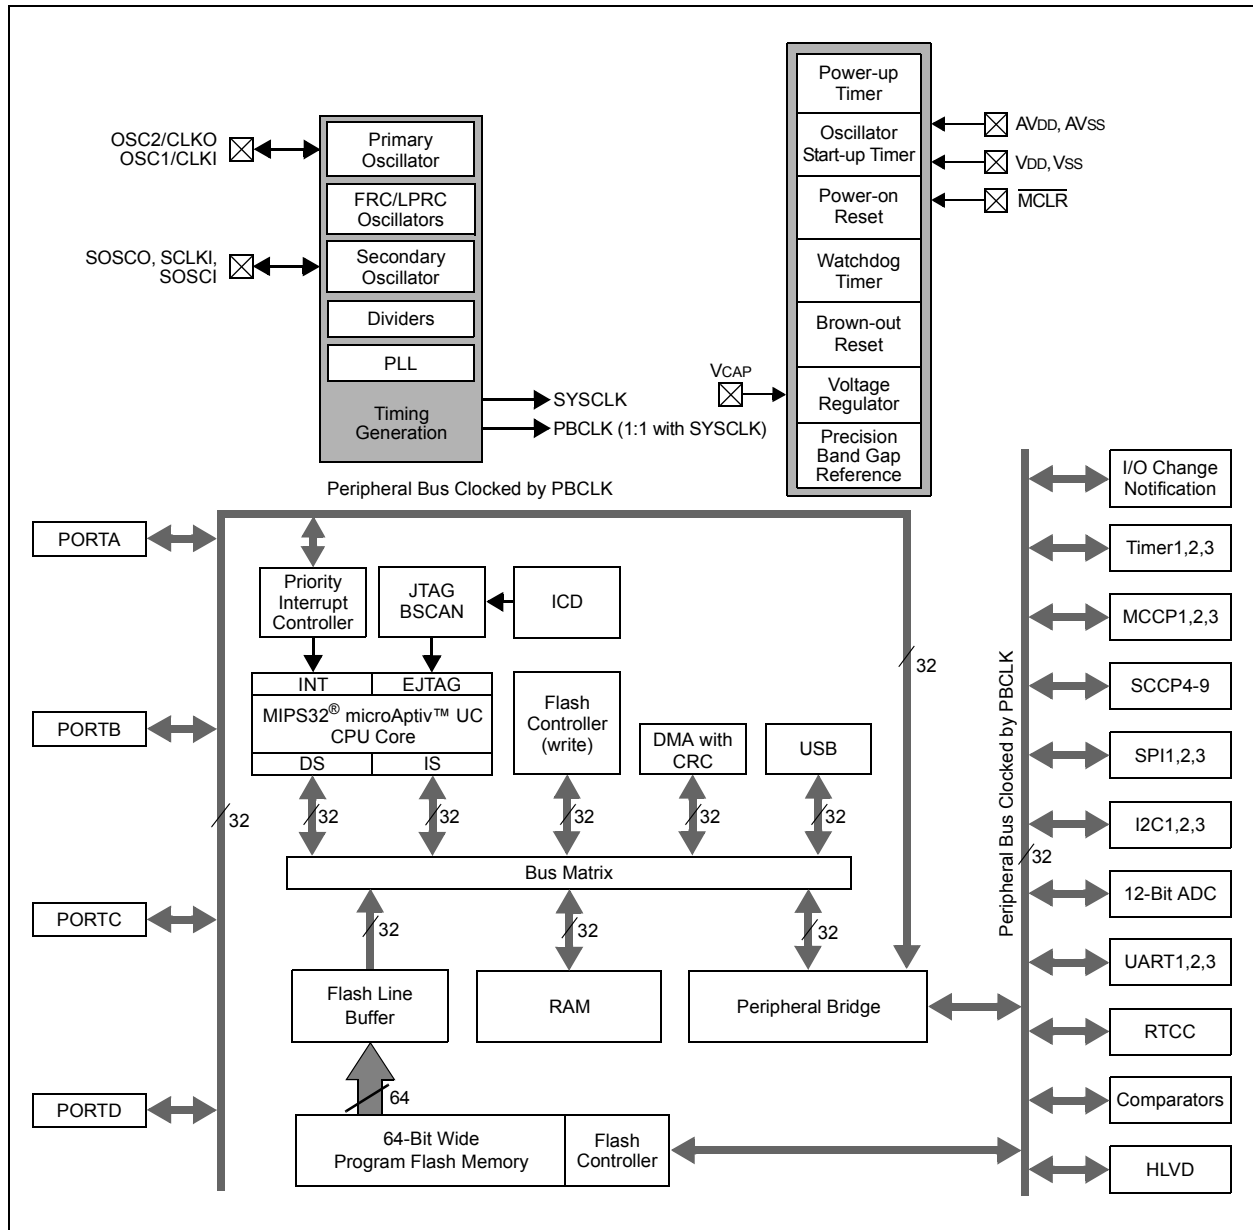 Power-up
Timer
Oscillator
Start-up Timer
Power-on
Reset
Watchdog
Timer
Brown-out
Reset
Voltage
Regulator
Precision
Band Gap
Reference
AVDD, AVSS
VDD, VSS
MCLR
VCAP
OSC2/CLKO
OSC1/CLKI
SOSCO, SCLKI,
SOSCI
Primary
Oscillator
FRC/LPRC
Oscillators
Secondary
Oscillator
Dividers
PLL
Timing
Generation
SYSCLK
PBCLK (1:1 with SYSCLK)
Peripheral Bus Clocked by PBCLK
PORTA
PORTB
PORTC
PORTD
32
Priority
Interrupt
Controller
JTAG
BSCAN
ICD
INT
EJTAG
MIPS32® microAptiv™ UC
CPU Core
DS
IS
Flash
Controller
(write)
DMA with
CRC
USB
32
32
32
32
32
32
Bus Matrix
32
32
32
Flash Line
Buffer
RAM
Peripheral Bridge
64
64-Bit Wide
Program Flash Memory
Flash
Controller
Peripheral Bus Clocked by PBCLK
32
I/O Change
Notification
Timer1,2,3
MCCP1,2,3
SCCP4-9
SPI1,2,3
I2C1,2,3
12-Bit ADC
UART1,2,3
RTCC
Comparators
HLVD